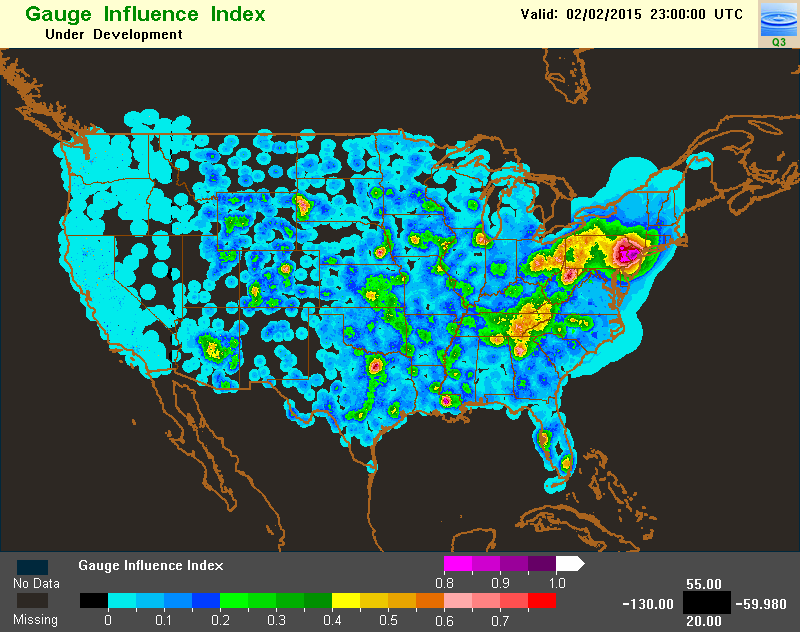 Gauge Influence Index
Under Development
Valid: 02/02/2015 23:00:00 UTC
Q3
No Data
Missing
Gauge Influence Index
0.8 0.9 1.0
0 0.1 0.2 0.3 0.4 0.5 0.6 0.7
55.00
-130.00 -59.980
20.00